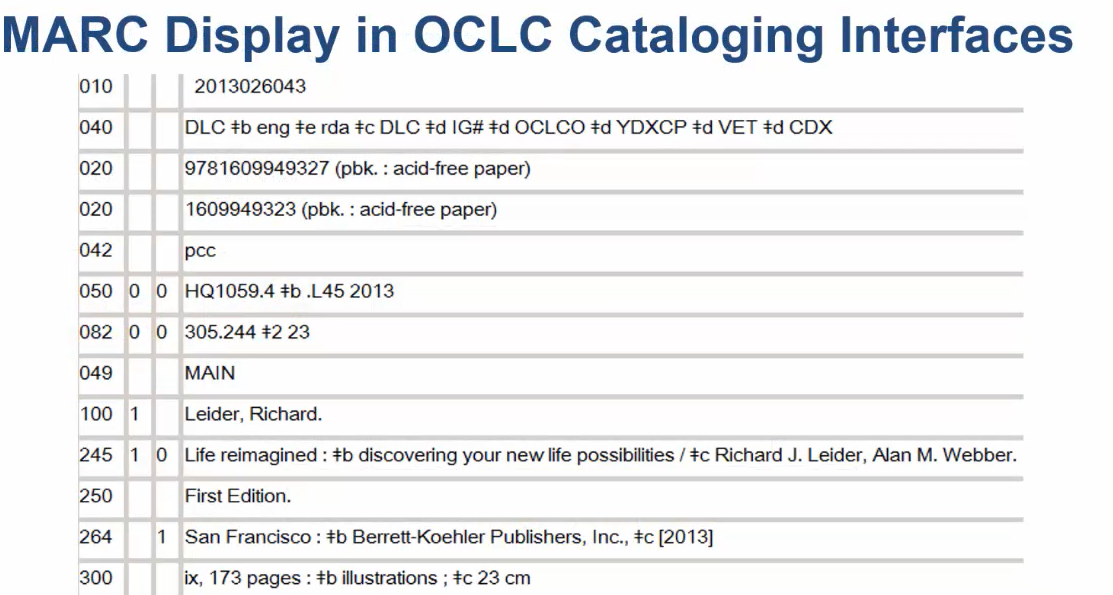 MARC Display in OCLC Cataloging Interfaces
010 2013026043
040 DLC ǂb eng ǂe rda ǂc DLC ǂd IG# ǂd OCLCO ǂd YDXCP ǂd VET ǂd CDX
020 9781609949327 (pbk. : acid-free paper)
020 1609949323 (pbk. : acid-free paper)
042 pcc
050 0 0 HQ1059.4 ǂb .L45 2013
082 0 0 305.244 ǂ2 23
049 MAIN
100 1 Leider, Richard.
245 1 0 Life reimagined : ǂb discovering your new life possibilities / ǂc Richard J. Leider, Alan M. Webber.
250 First Edition.
264 1 San Francisco : ǂb Berrett-Koehler Publishers, Inc., ǂc [2013]
300 ix, 173 pages : ǂb illustrations ; ǂc 23 cm